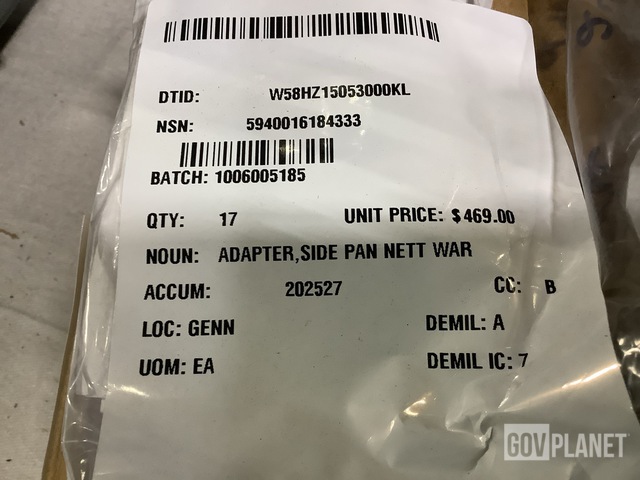 DTID: W58HZ15053000KL
NSN: 5940016184333
BATCH: 1006005185
QTY: 17 UNIT PRICE: $469.00
NOUN: ADAPTER,SIDE PAN NETT WAR
ACCUM: 202527 CC: B
LOC: GENN DEMIL: A
UOM: EA DEMIL IC: 7
GOVPLANET